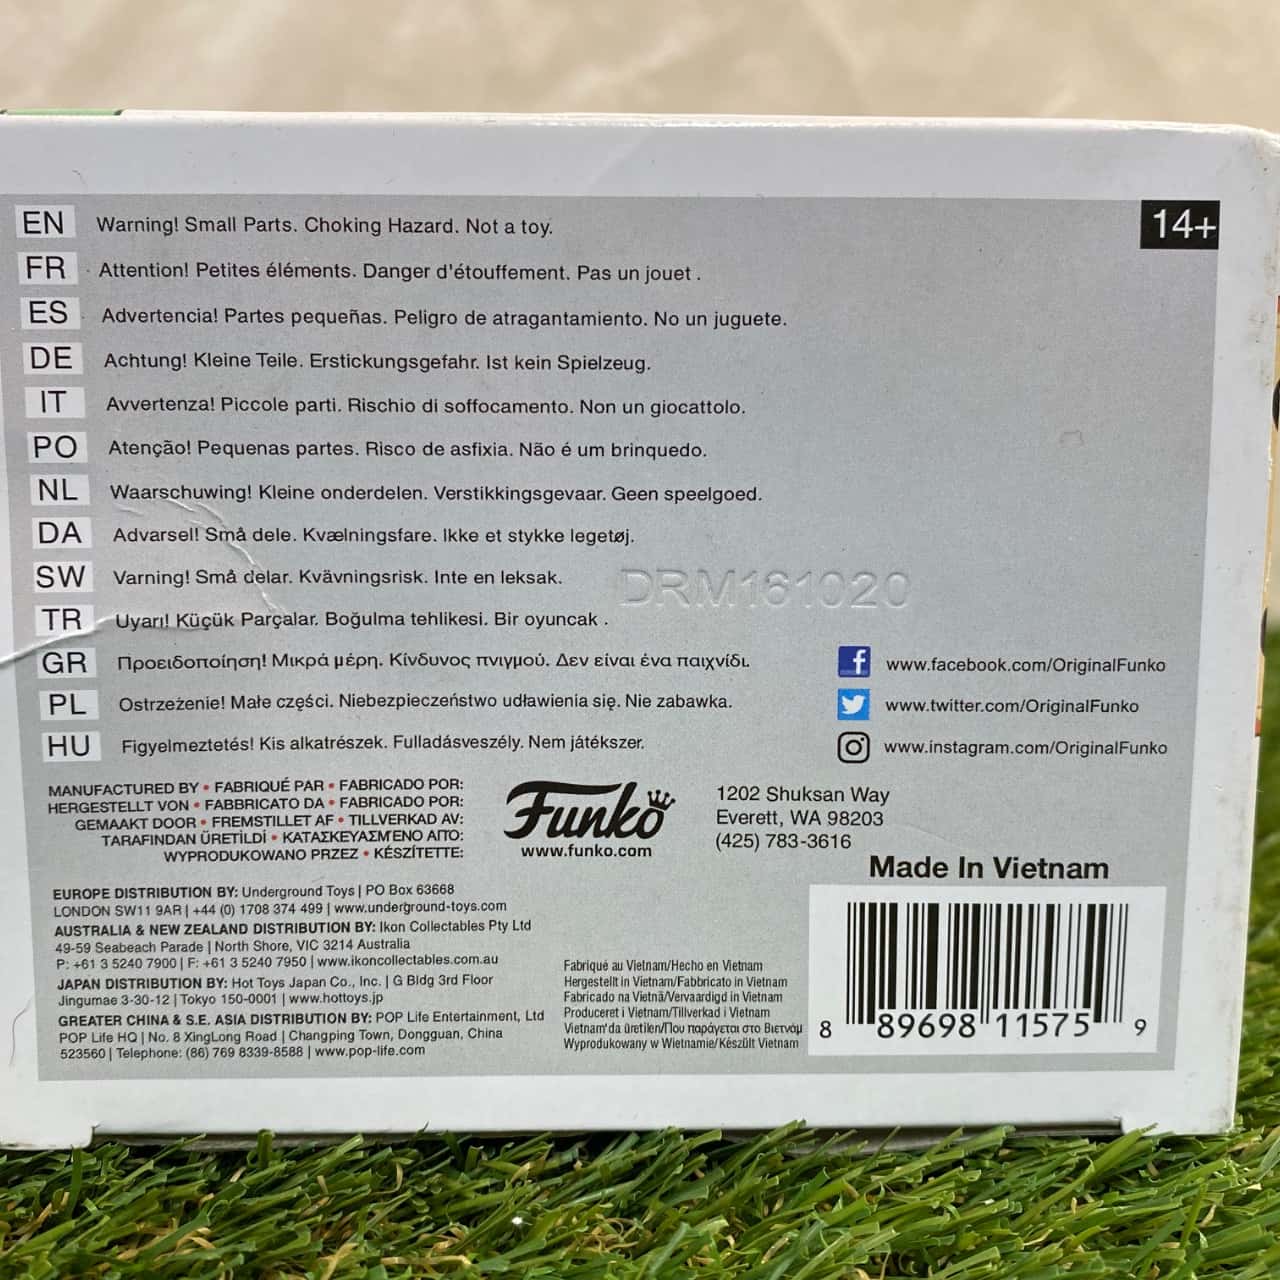 14+
EN Warning! Small Parts. Choking Hazard. Not a toy.
FR Attention! Petites éléments. Danger d'étouffement. Pas un jouet .
ES Advertencia! Partes pequeñas. Peligro de atragantamiento. No un juguete.
DE Achtung! Kleine Teile. Erstickungsgefahr. Ist kein Spielzeug.
IT Avvertenza! Piccole parti. Rischio di soffocamento. Non un giocattolo.
PO Atenção! Pequenas partes. Risco de asfixia. Não é um brinquedo.
NL Waarschuwing! Kleine onderdelen. Verstikkingsgevaar. Geen speelgoed.
DA Advarsel! Små dele. Kvælningsfare. Ikke et stykke legetøj.
SW Varning! Små delar. Kvävningsrisk. Inte en leksak.
DRM161020
TR Uyarı! Küçük Parçalar. Boğulma tehlikesi. Bir oyuncak .
GR Προειδοποίηση! Μικρά μέρη. Κίνδυνος πνιγμού. Δεν είναι ένα παιχνίδι.
PL Ostrzeżenie! Małe części. Niebezpieczeństwo udławienia się. Nie zabawka.
HU Figyelmeztetés! Kis alkatrészek. Fulladásveszély. Nem játékszer.
f www.facebook.com/OriginalFunko
www.twitter.com/OriginalFunko
www.instagram.com/OriginalFunko
MANUFACTURED BY • FABRIQUÉ PAR • FABRICADO POR:
HERGESTELLT VON • FABBRICATO DA • FABRICADO POR:
GEMAAKT DOOR • FREMSTILLET AF • TILLVERKAD AV:
TARAFINDAN ÜRETİLDİ • ΚΑΤΑΣΚΕΥΑΣΜΈΝΟ ΑΠΌ:
WYPRODUKOWANO PRZEZ • KÉSZÍTETTE:
Funko
www.funko.com
1202 Shuksan Way
Everett, WA 98203
(425) 783-3616
Made In Vietnam
EUROPE DISTRIBUTION BY: Underground Toys | PO Box 63668
LONDON SW11 9AR | +44 (0) 1708 374 499 | www.underground-toys.com
AUSTRALIA & NEW ZEALAND DISTRIBUTION BY: Ikon Collectables Pty Ltd
49-59 Seabeach Parade | North Shore, VIC 3214 Australia
P: +61 3 5240 7900 | F: +61 3 5240 7950 | www.ikoncollectables.com.au
JAPAN DISTRIBUTION BY: Hot Toys Japan Co., Inc. | G Bldg 3rd Floor
Jingumae 3-30-12 | Tokyo 150-0001 | www.hottoys.jp
GREATER CHINA & S.E. ASIA DISTRIBUTION BY: POP Life Entertainment, Ltd
POP Life HQ | No. 8 XingLong Road | Changping Town, Dongguan, China
523560 | Telephone: (86) 769 8339-8588 | www.pop-life.com
Fabriqué au Vietnam/Hecho en Vietnam
Hergestellt in Vietnam/Fabbricato in Vietnam
Fabricado na Vietnã/Vervaardigd in Vietnam
Produceret i Vietnam/Tillverkad i Vietnam
Vietnam'da üretilen/Που παράγεται στο Βιετνάμ
Wyprodukowany w Wietnamie/Készült Vietnam
8 89698 11575 9